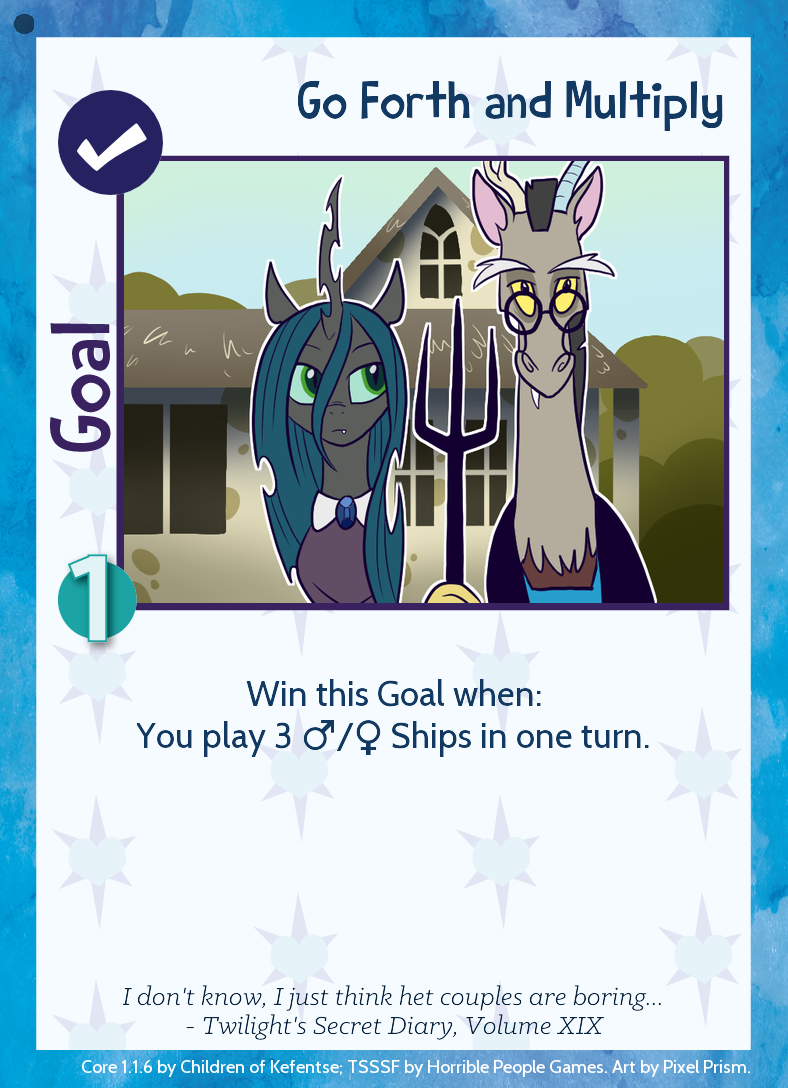 Go Forth and Multiply
Goal
1
Win this Goal when:
You play 3 ♂/♀ Ships in one turn.
I don't know, I just think het couples are boring...
- Twilight's Secret Diary, Volume XIX
Core 1.1.6 by Children of Kefentse; TSSSF by Horrible People Games. Art by Pixel Prism.